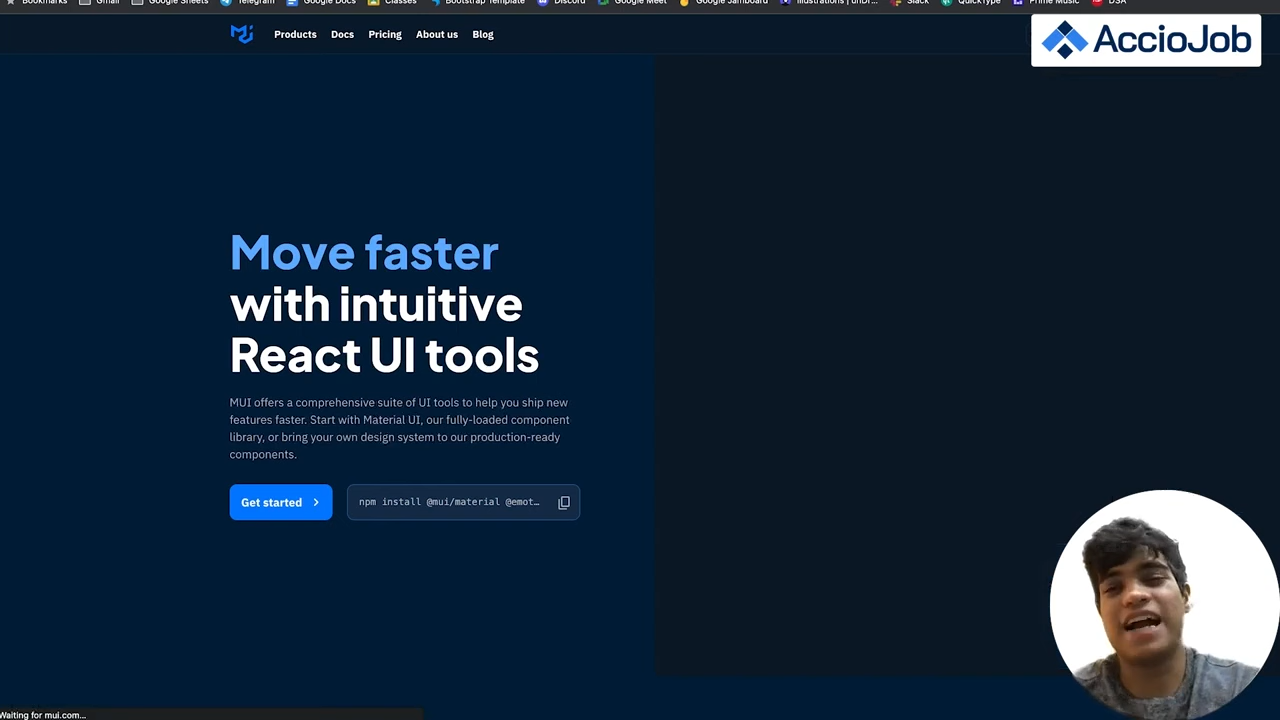 Bookmarks Gmail Google Sheets Telegram Google Docs Classes Bootstrap Template Discord Google Meet Google Jamboard Illustrations | unDr... Slack QuickType Prime Music DSA
Products Docs Pricing About us Blog
AccioJob
Move faster
with intuitive
React UI tools
MUI offers a comprehensive suite of UI tools to help you ship new
features faster. Start with Material UI, our fully-loaded component
library, or bring your own design system to our production-ready
components.
Get started
npm install @mui/material @emot…
Waiting for mui.com...